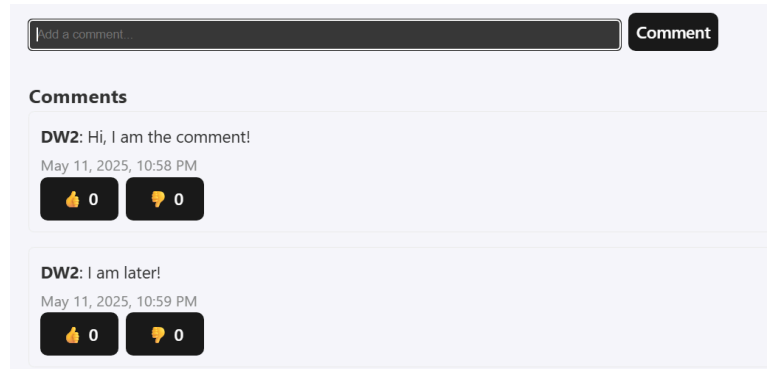 Add a comment...
Comment
Comments
DW2: Hi, I am the comment!
May 11, 2025, 10:58 PM
👍 0 👎 0
DW2: I am later!
May 11, 2025, 10:59 PM
👍 0 👎 0